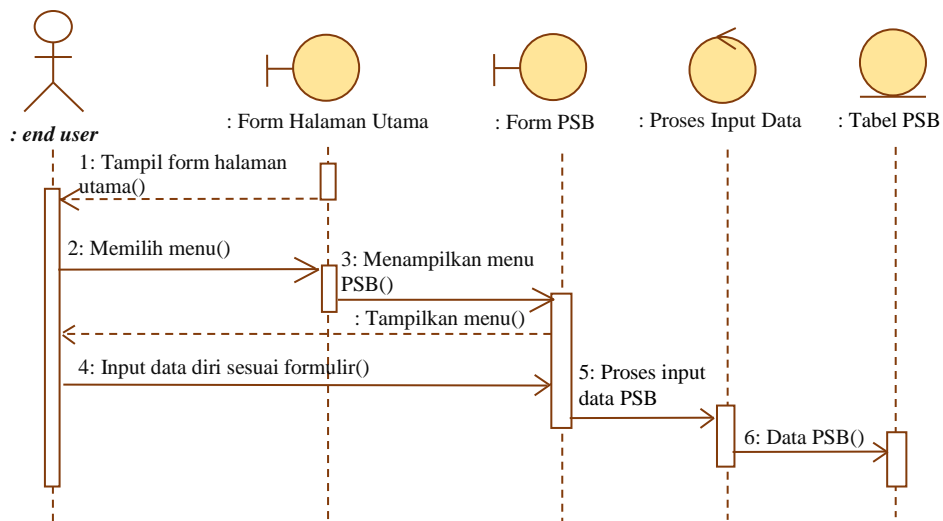 : end user
: Form Halaman Utama
: Form PSB
: Proses Input Data
: Tabel PSB
1: Tampil form halaman
utama()
2: Memilih menu()
3: Menampilkan menu
PSB()
: Tampilkan menu()
4: Input data diri sesuai formulir()
5: Proses input
data PSB
6: Data PSB()